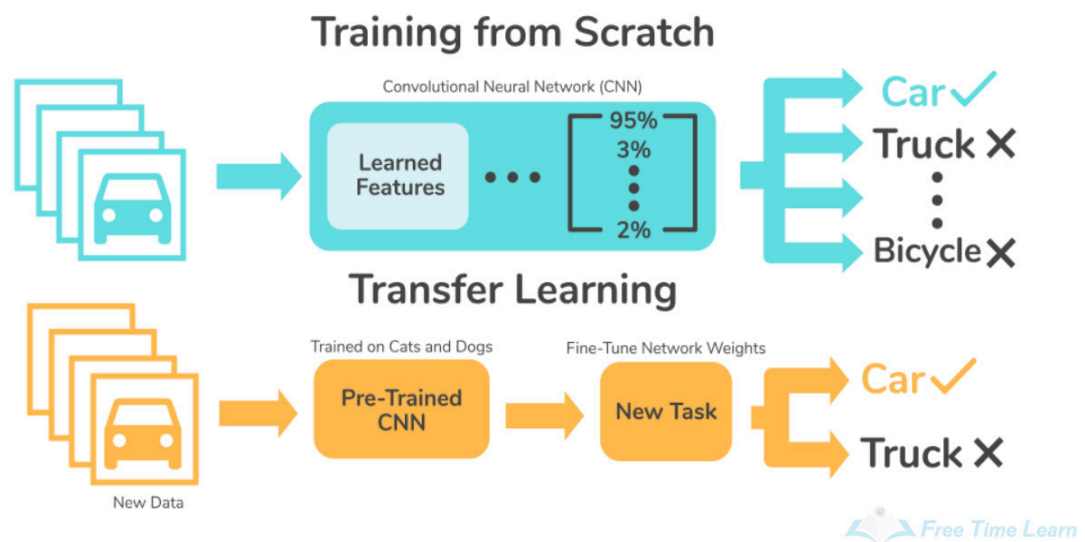 Training from Scratch
Convolutional Neural Network (CNN)
Learned
Features
95%
3%
2%
Car
Truck
Bicycle
Transfer Learning
Trained on Cats and Dogs
Pre-Trained
CNN
Fine-Tune Network Weights
New Task
Car
Truck
New Data
Free Time Learn